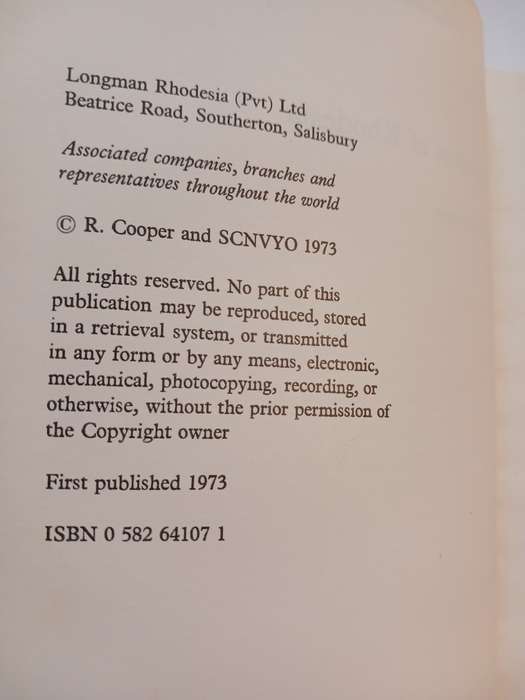 Longman Rhodesia (Pvt) Ltd
Beatrice Road, Southerton, Salisbury
Associated companies, branches and
representatives throughout the world
© R. Cooper and SCNVYO 1973
All rights reserved. No part of this
publication may be reproduced, stored
in a retrieval system, or transmitted
in any form or by any means, electronic,
mechanical, photocopying, recording, or
otherwise, without the prior permission of
the Copyright owner
First published 1973
ISBN 0 582 64107 1